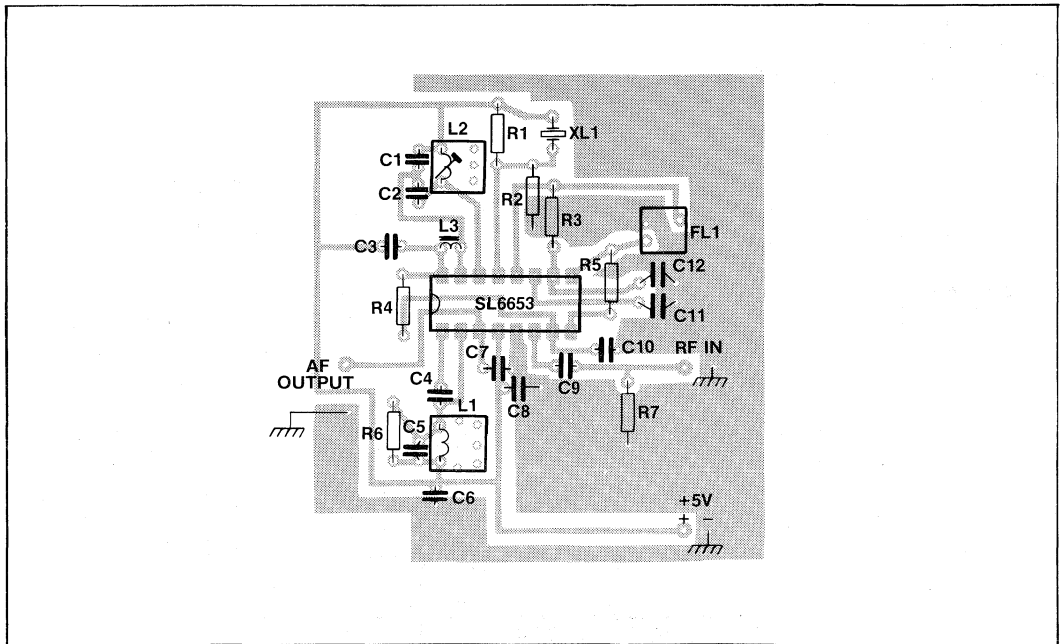 L2
R1
XL1
C1
R2
C2
R3
L3
FL1
C3
R5
C12
R4
SL6653
C11
C7
C10
RF IN
AF
OUTPUT
C4
C9
C8
L1
R7
R6
C5
C6
+5V
+ −